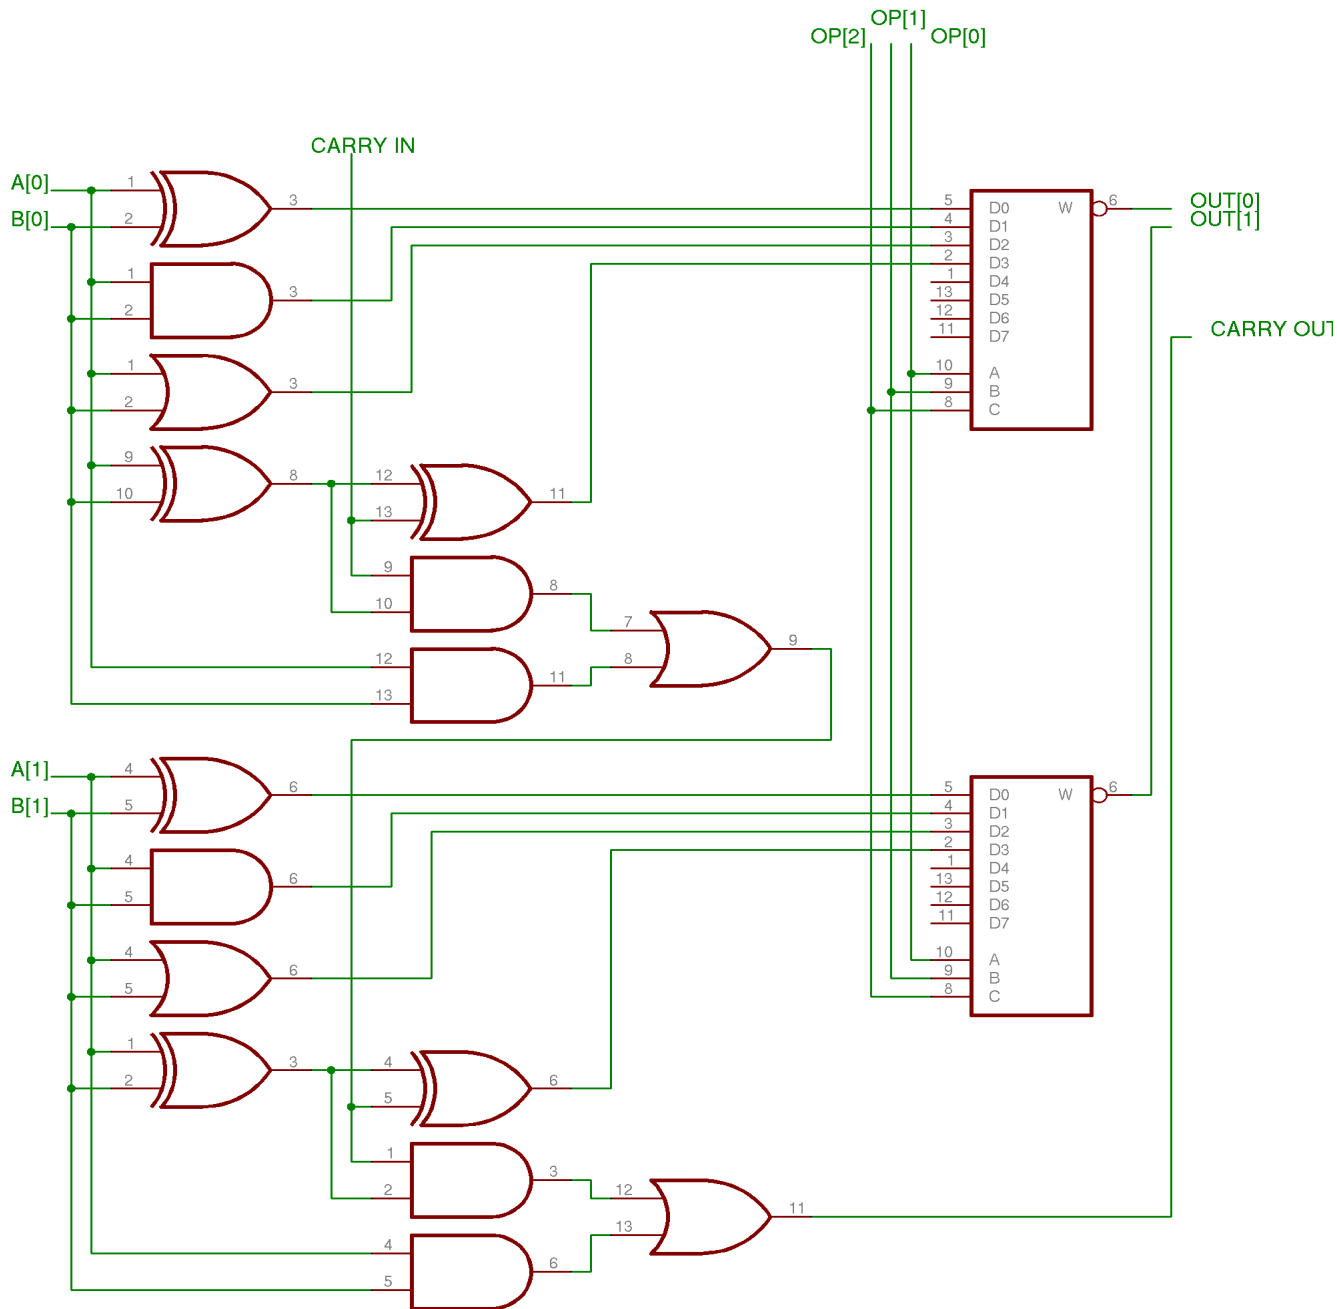 OP[1]
OP[2] OP[0]
CARRY IN
A[0] 1 3 5 D0 W 6 OUT[0]
B[0] 2 4 D1 OUT[1]
3 D2
2 D3
1 3 1 D4
13 D5
2 12 D6
11 D7
CARRY OUT
1 3 10 A
9 B
2 8 C
9 8 12 11
10 13
9 8
10 7 9
12 11 8
13
A[1] 4 6 5 D0 W 6
B[1] 5 4 D1
3 D2
2 D3
4 6 1 D4
13 D5
5 12 D6
11 D7
4 6 10 A
9 B
5 8 C
1 3 4 6
2 5
1 3
2 12 11
13
4 6
5